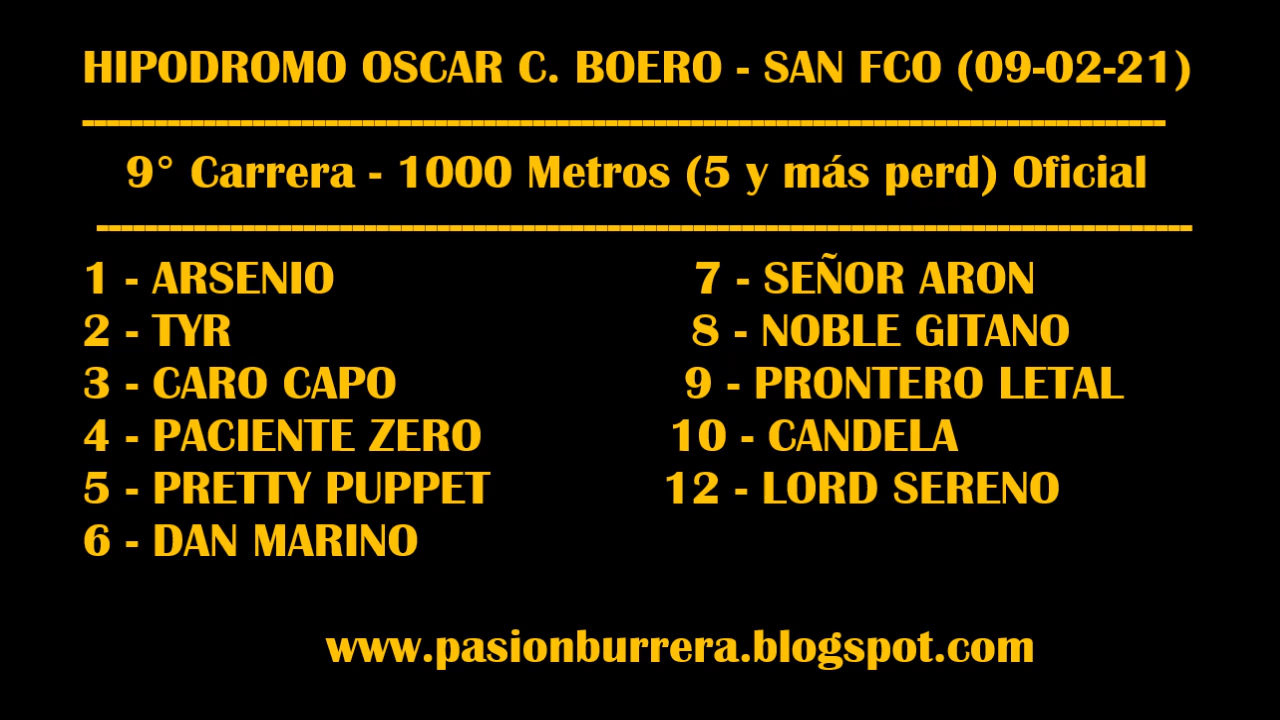 HIPODROMO OSCAR C. BOERO - SAN FCO (09-02-21)
9° Carrera - 1000 Metros (5 y más perd) Oficial
1 - ARSENIO
2 - TYR
3 - CARO CAPO
4 - PACIENTE ZERO
5 - PRETTY PUPPET
6 - DAN MARINO
7 - SEÑOR ARON
8 - NOBLE GITANO
9 - PRONTERO LETAL
10 - CANDELA
12 - LORD SERENO
www.pasionburrera.blogspot.com